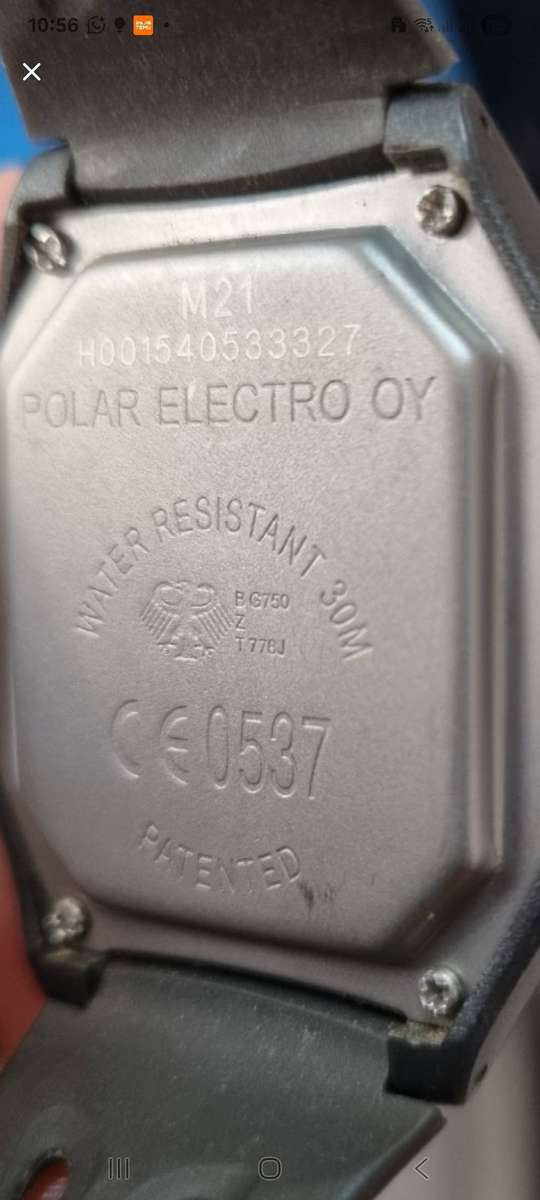 10:56
M21
H001540533327
POLAR ELECTRO OY
WATER RESISTANT 30M
BG750
Z
T776J
CE 0537
PATENTED